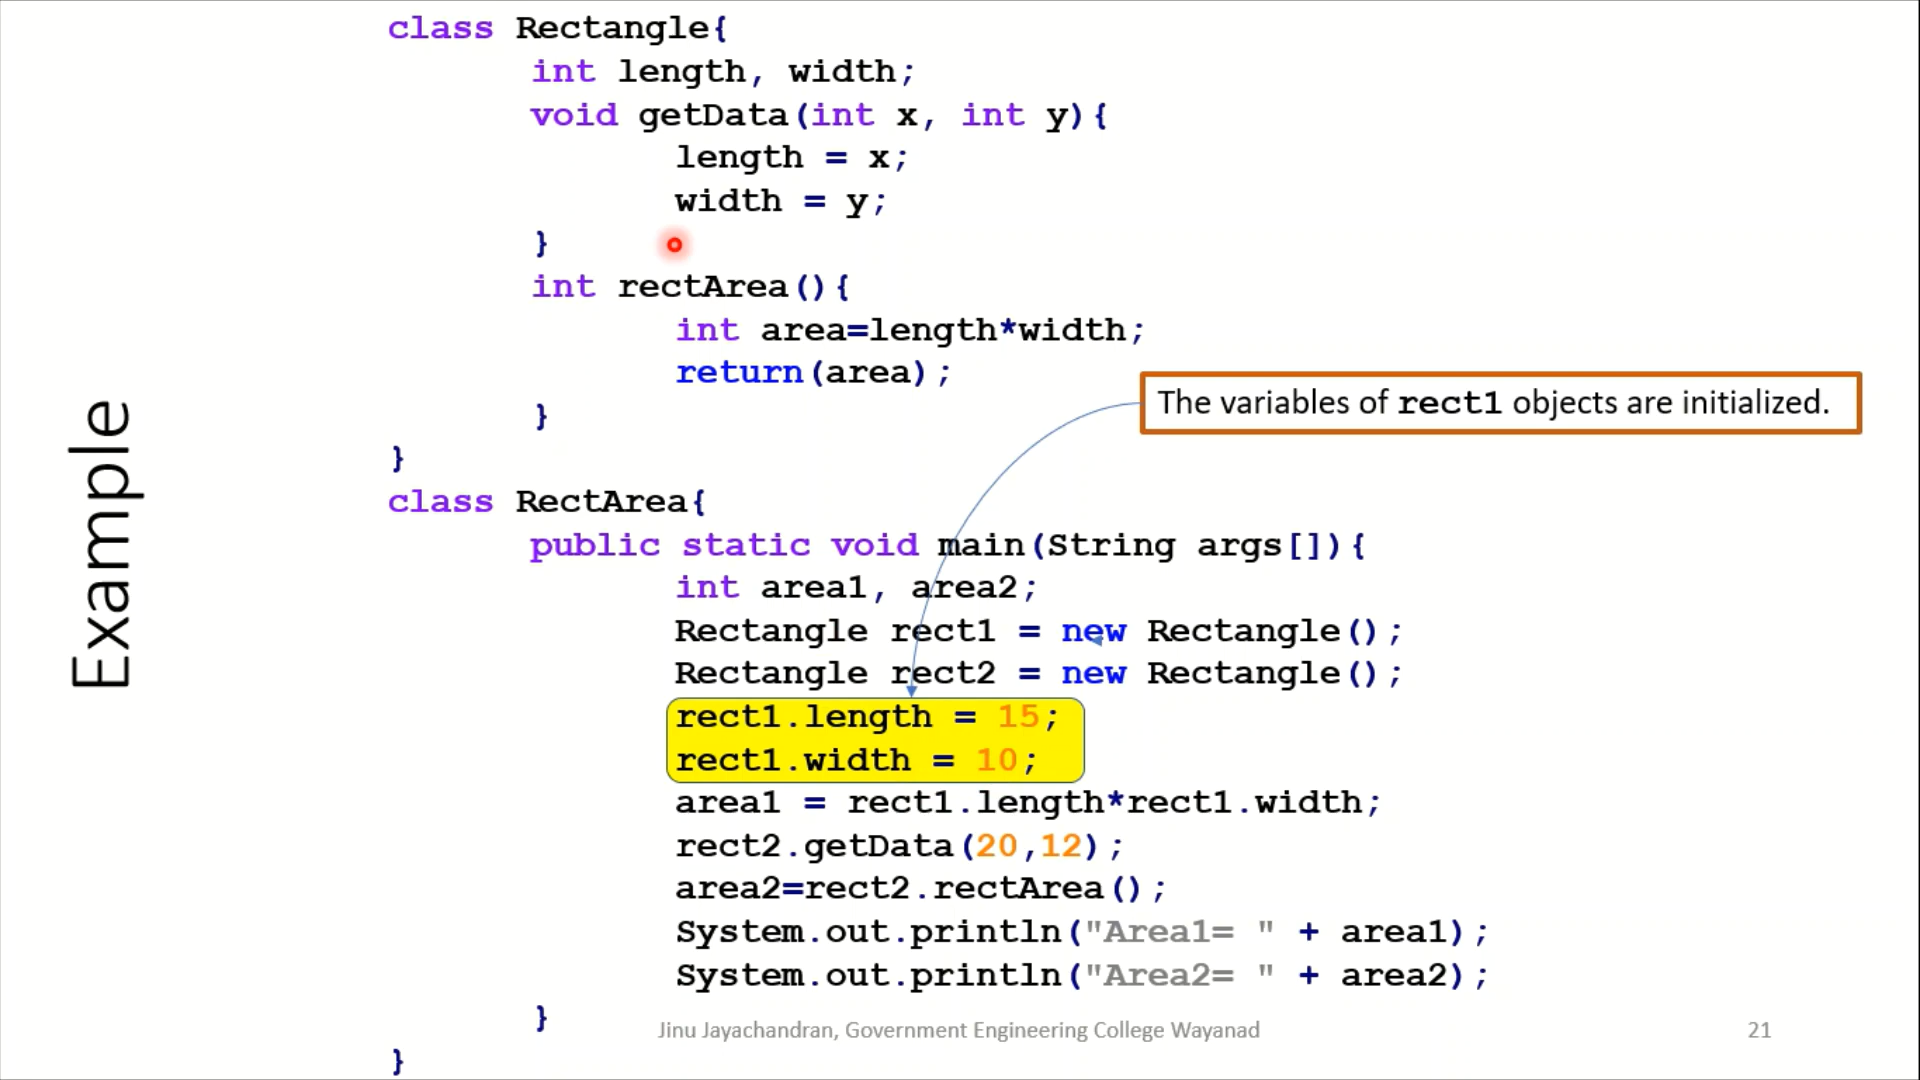 Example
class Rectangle{
int length, width;
void getData(int x, int y){
length = x;
width = y;
}
int rectArea(){
int area=length*width;
return(area);
}
}
The variables of rect1 objects are initialized.
class RectArea{
public static void main(String args[]){
int area1, area2;
Rectangle rect1 = new Rectangle();
Rectangle rect2 = new Rectangle();
rect1.length = 15;
rect1.width = 10;
area1 = rect1.length*rect1.width;
rect2.getData(20,12);
area2=rect2.rectArea();
System.out.println("Area1= " + area1);
System.out.println("Area2= " + area2);
}
}
Jinu Jayachandran, Government Engineering College Wayanad
21